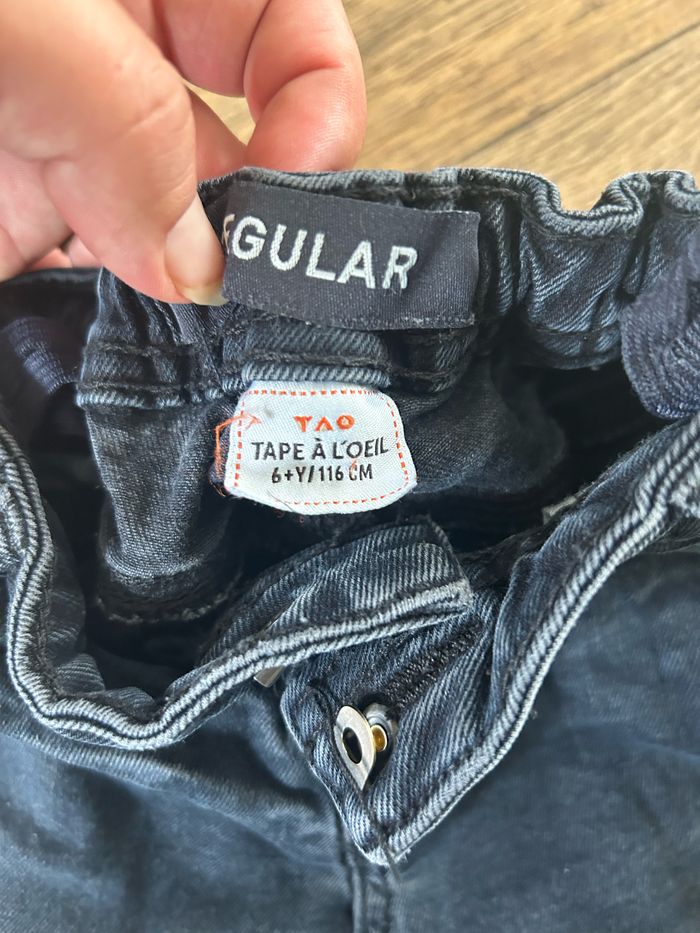 EGULAR
TAO
TAPE À L'OEIL
6+Y/116 CM